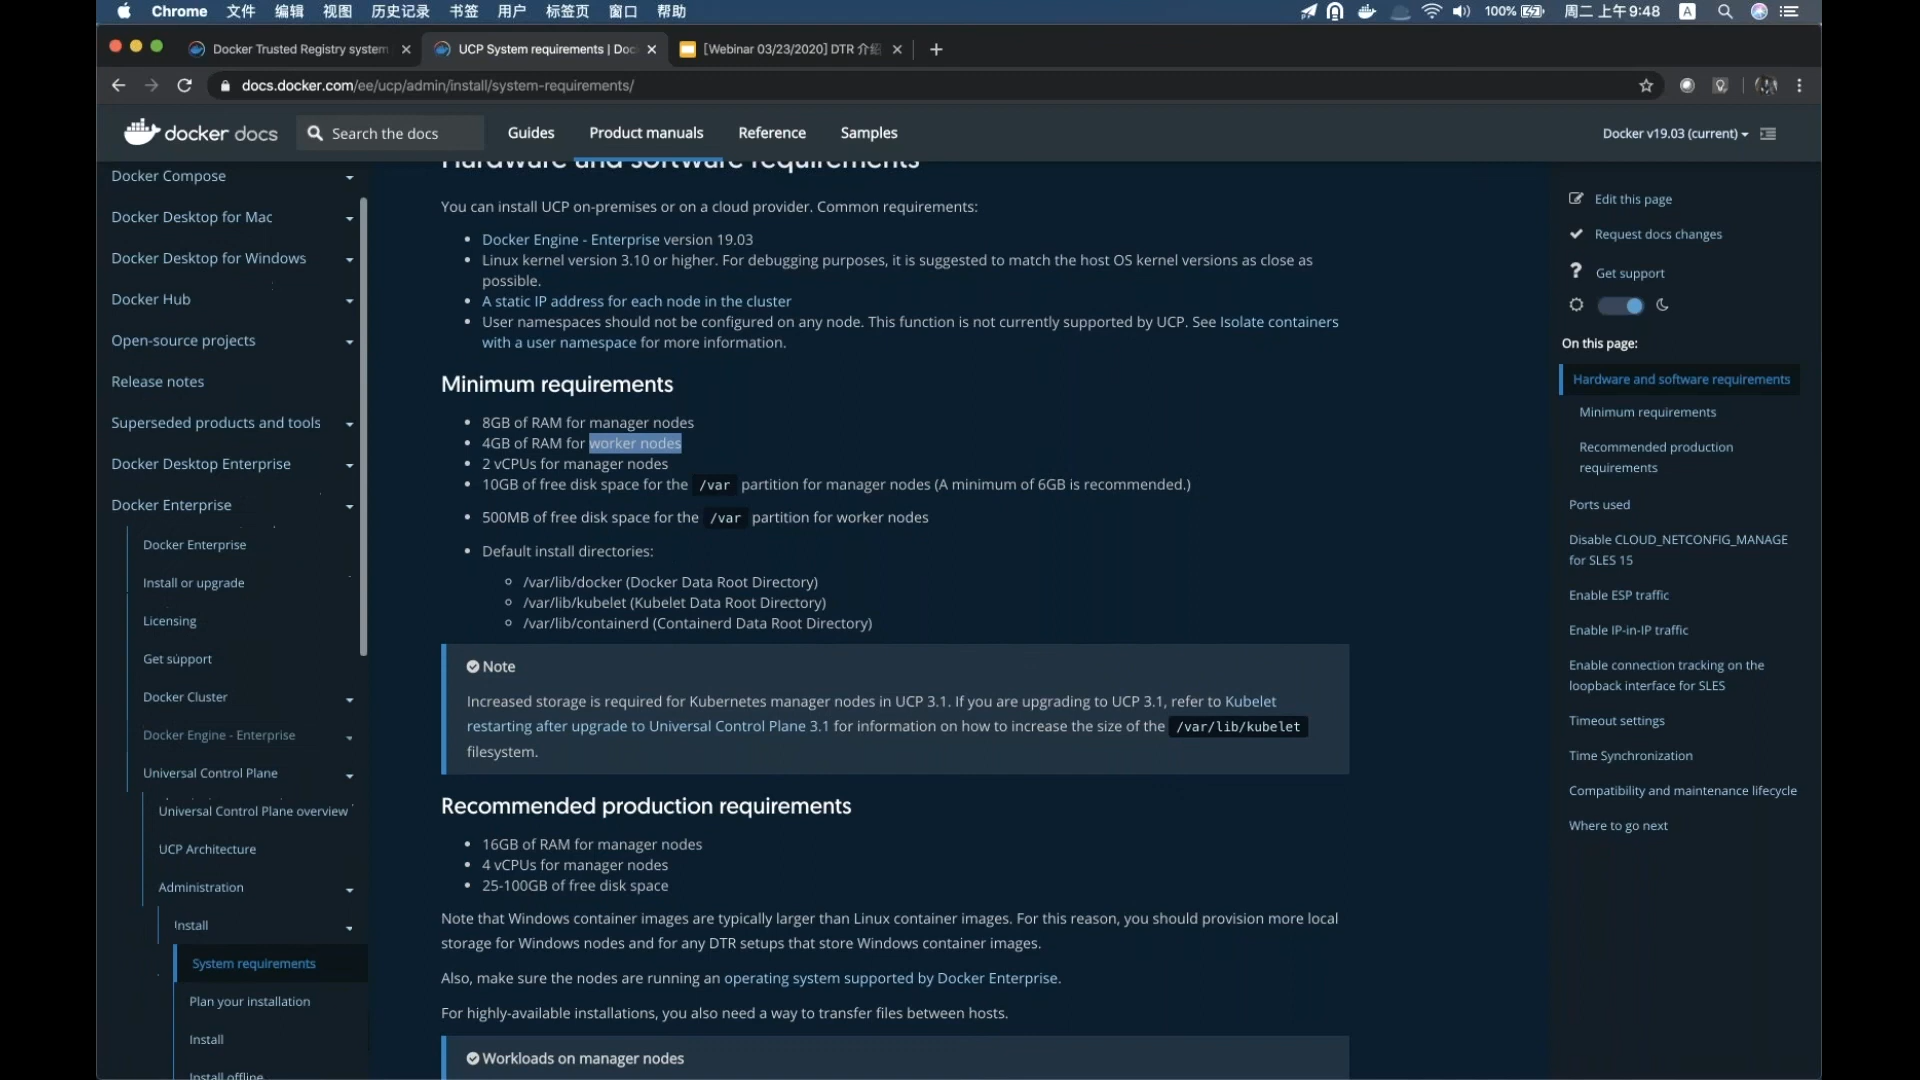 Chrome 文件 编辑 视图 历史记录 书签 用户 标签页 窗口 帮助 100% 周二 上午9:48 A
Docker Trusted Registry system
UCP System requirements | Doc
[Webinar 03/23/2020] DTR 介绍
docs.docker.com/ee/ucp/admin/install/system-requirements/
docker docs
Search the docs
Guides
Product manuals
Reference
Samples
Docker v19.03 (current)
Docker Compose
Docker Desktop for Mac
Docker Desktop for Windows
Docker Hub
Open-source projects
Release notes
Superseded products and tools
Docker Desktop Enterprise
Docker Enterprise
Docker Enterprise
Install or upgrade
Licensing
Get support
Docker Cluster
Docker Engine - Enterprise
Universal Control Plane
Universal Control Plane overview
UCP Architecture
Administration
Install
System requirements
Plan your installation
Install
Install offline
Hardware and software requirements
You can install UCP on-premises or on a cloud provider. Common requirements:
• Docker Engine - Enterprise version 19.03
• Linux kernel version 3.10 or higher. For debugging purposes, it is suggested to match the host OS kernel versions as close as
possible.
• A static IP address for each node in the cluster
• User namespaces should not be configured on any node. This function is not currently supported by UCP. See Isolate containers
with a user namespace for more information.
Minimum requirements
• 8GB of RAM for manager nodes
• 4GB of RAM for worker nodes
• 2 vCPUs for manager nodes
• 10GB of free disk space for the /var partition for manager nodes (A minimum of 6GB is recommended.)
• 500MB of free disk space for the /var partition for worker nodes
• Default install directories:
◦ /var/lib/docker (Docker Data Root Directory)
◦ /var/lib/kubelet (Kubelet Data Root Directory)
◦ /var/lib/containerd (Containerd Data Root Directory)
Note
Increased storage is required for Kubernetes manager nodes in UCP 3.1. If you are upgrading to UCP 3.1, refer to Kubelet
restarting after upgrade to Universal Control Plane 3.1 for information on how to increase the size of the /var/lib/kubelet
filesystem.
Recommended production requirements
• 16GB of RAM for manager nodes
• 4 vCPUs for manager nodes
• 25-100GB of free disk space
Note that Windows container images are typically larger than Linux container images. For this reason, you should provision more local
storage for Windows nodes and for any DTR setups that store Windows container images.
Also, make sure the nodes are running an operating system supported by Docker Enterprise.
For highly-available installations, you also need a way to transfer files between hosts.
Workloads on manager nodes
Edit this page
Request docs changes
Get support
On this page:
Hardware and software requirements
Minimum requirements
Recommended production
requirements
Ports used
Disable CLOUD_NETCONFIG_MANAGE
for SLES 15
Enable ESP traffic
Enable IP-in-IP traffic
Enable connection tracking on the
loopback interface for SLES
Timeout settings
Time Synchronization
Compatibility and maintenance lifecycle
Where to go next